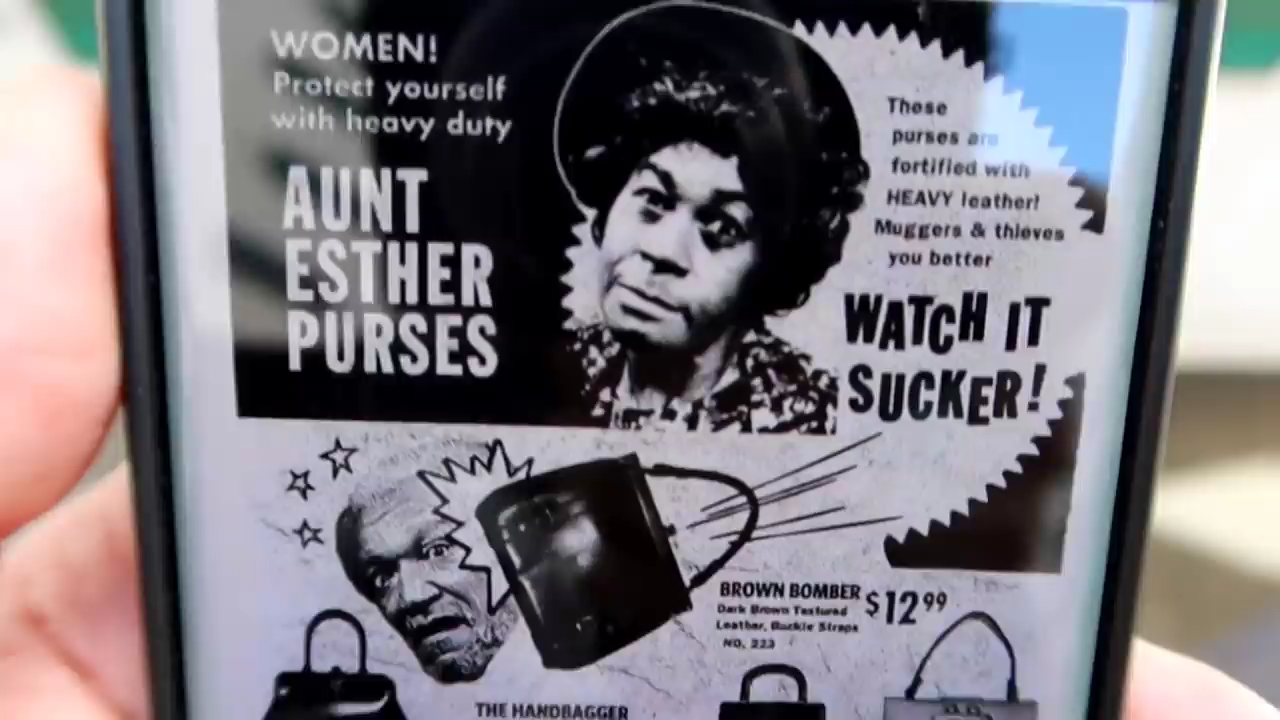 WOMEN!
Protect yourself
with heavy duty
AUNT
ESTHER
PURSES
These
purses are
fortified with
HEAVY leather!
Muggers & thieves
you better
WATCH IT
SUCKER!
BROWN BOMBER
$12.99
Dark Brown Textured
Leather, Buckle Straps
NO. 223
THE HANDBAGGER